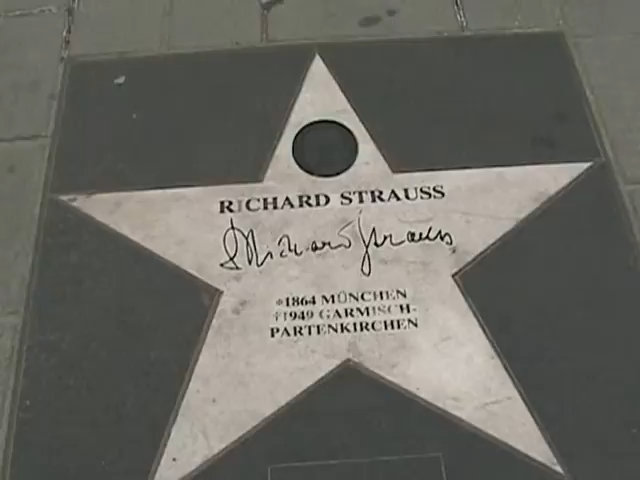 RICHARD STRAUSS
Richard Strauss
*1864 MÜNCHEN
†1949 GARMISCH-
PARTENKIRCHEN